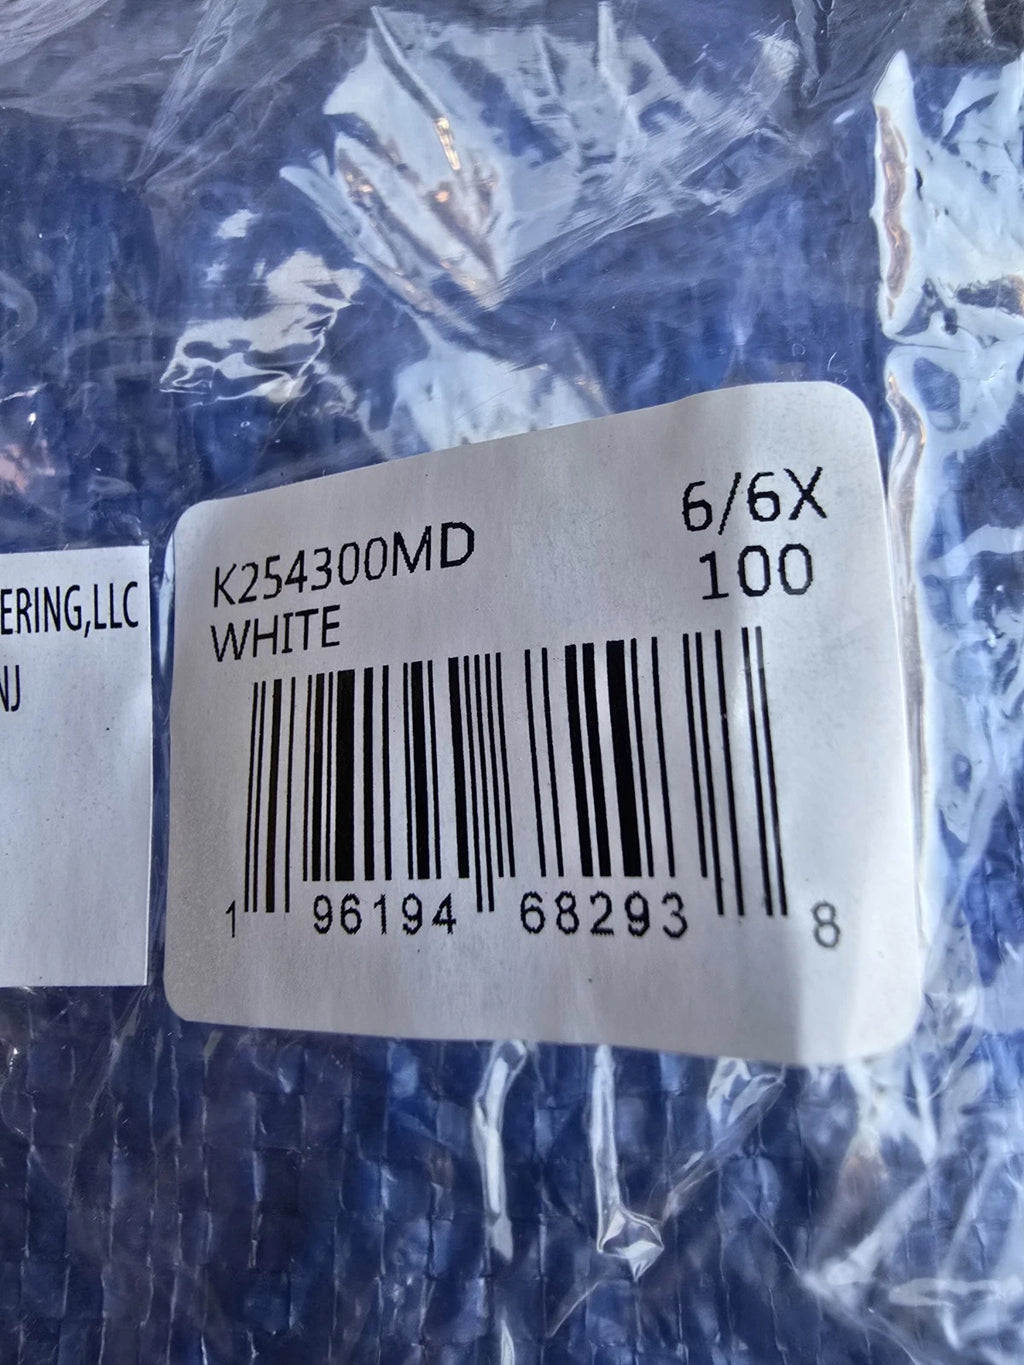 ERING,LLC
NJ
K254300MD
6/6X
WHITE
100
1 96194 68293 8